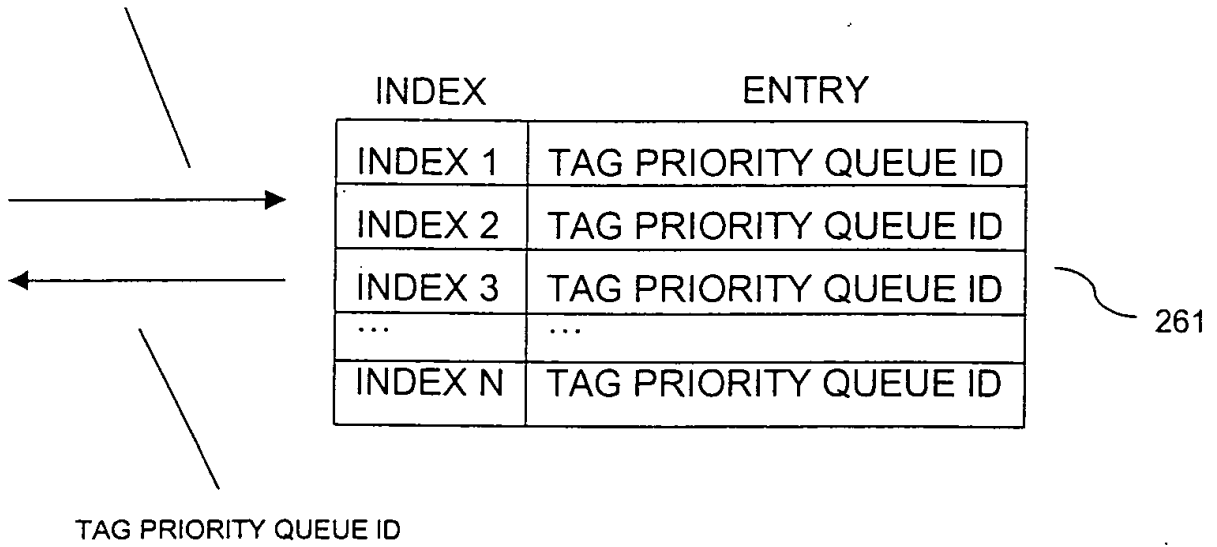 INDEX ENTRY
INDEX 1 TAG PRIORITY QUEUE ID
INDEX 2 TAG PRIORITY QUEUE ID
INDEX 3 TAG PRIORITY QUEUE ID
... ...
INDEX N TAG PRIORITY QUEUE ID
261
TAG PRIORITY QUEUE ID